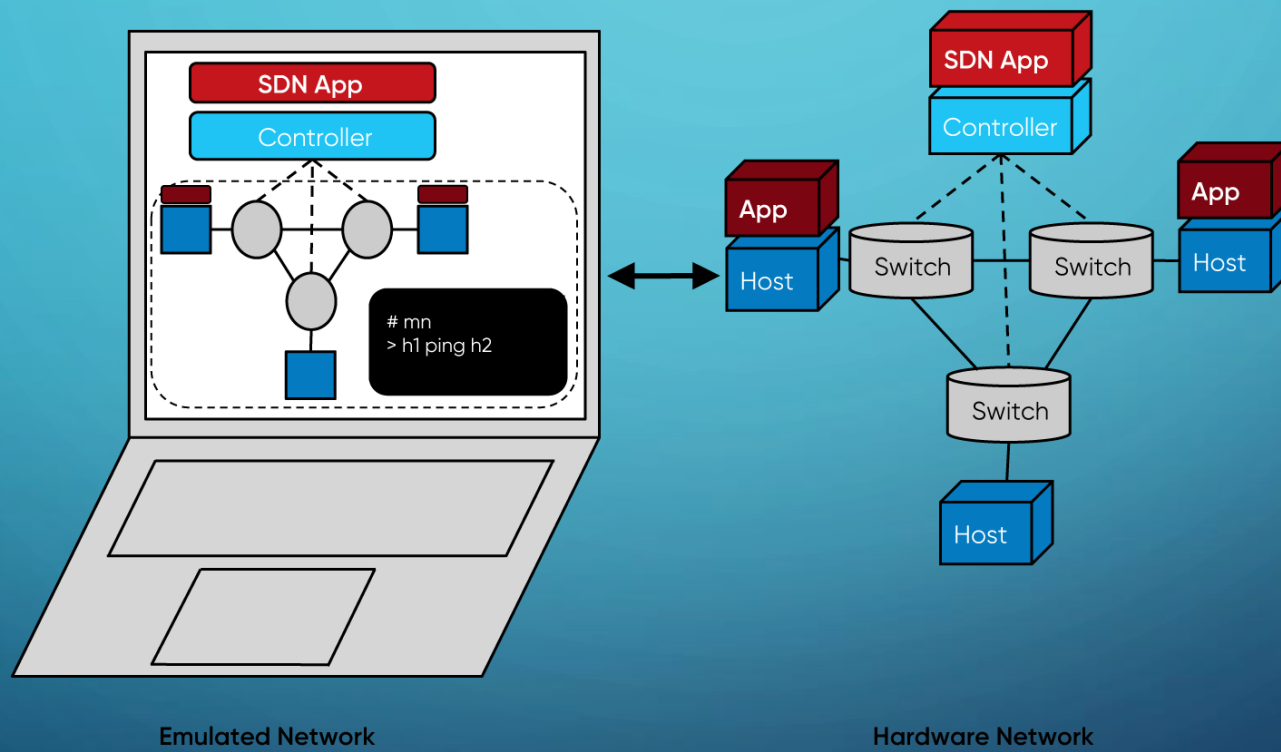 SDN App
Controller
# mn
> h1 ping h2
Emulated Network
SDN App
Controller
App
App
Host
Switch
Switch
Host
Switch
Host
Hardware Network